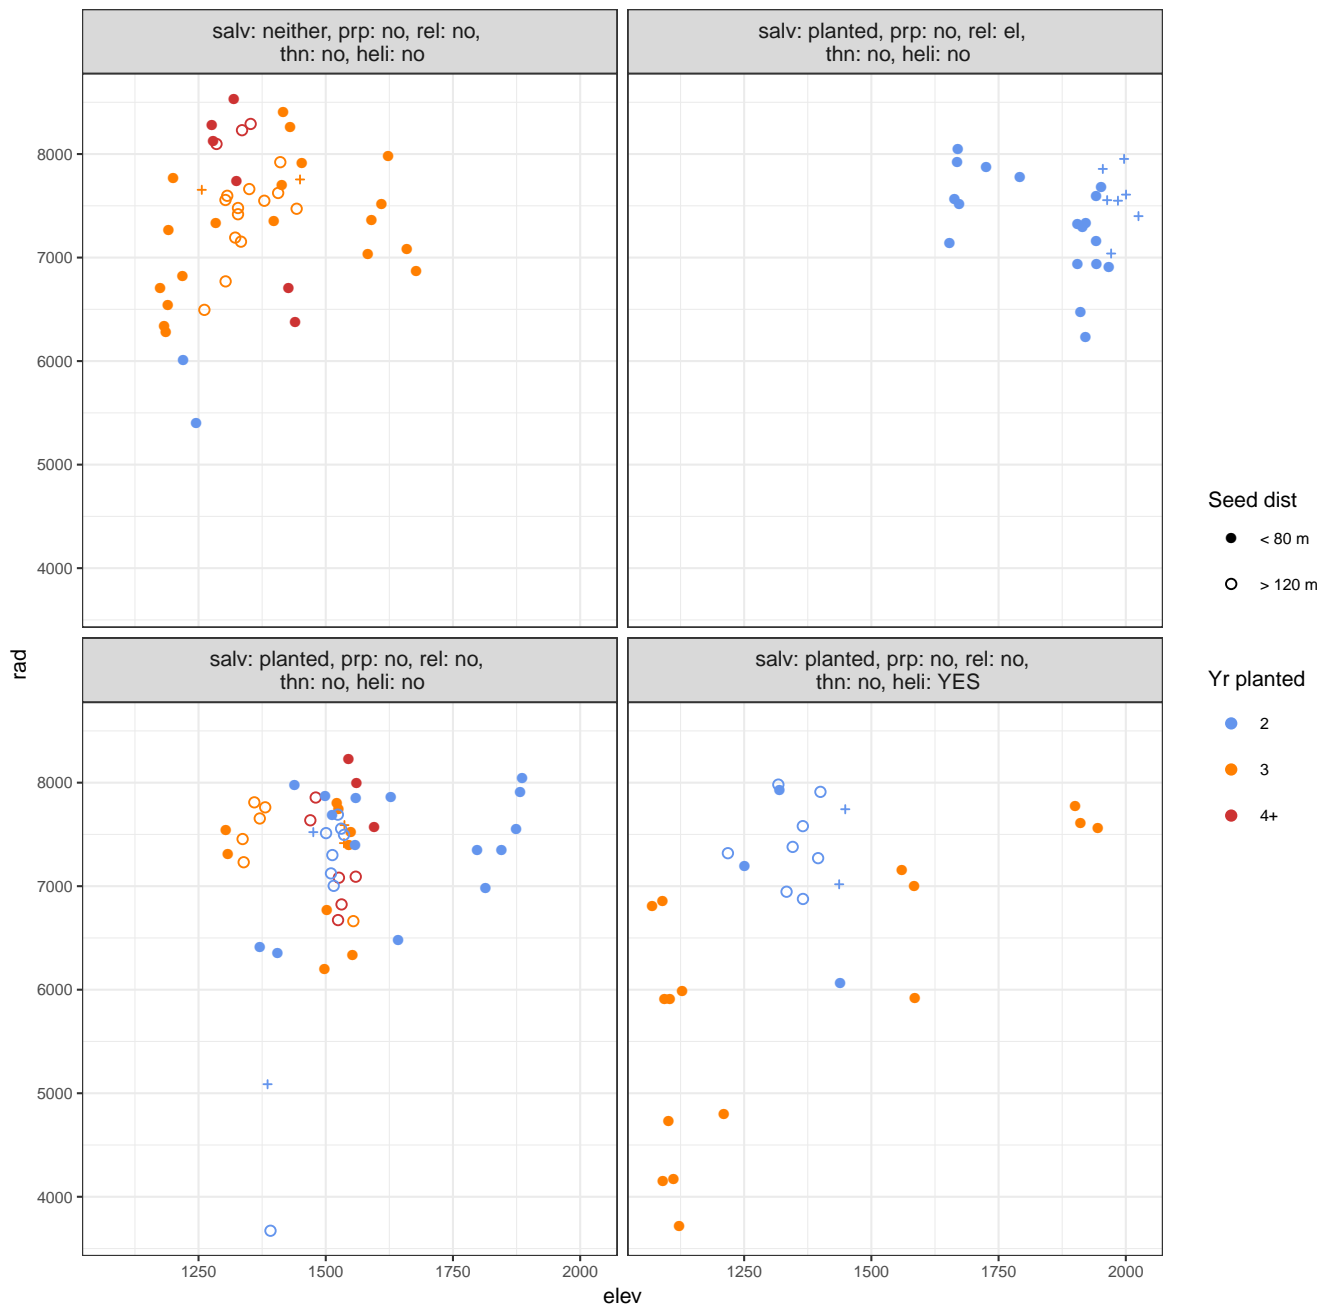 salv: neither, prp: no, rel: no,
thn: no, heli: no
salv: planted, prp: no, rel: el,
thn: no, heli: no
8000
7000
6000
5000
4000
salv: planted, prp: no, rel: no,
thn: no, heli: no
salv: planted, prp: no, rel: no,
thn: no, heli: YES
8000
7000
6000
5000
4000
1250 1500 1750 2000
1250 1500 1750 2000
elev
rad
Seed dist
< 80 m
> 120 m
Yr planted
2
3
4+